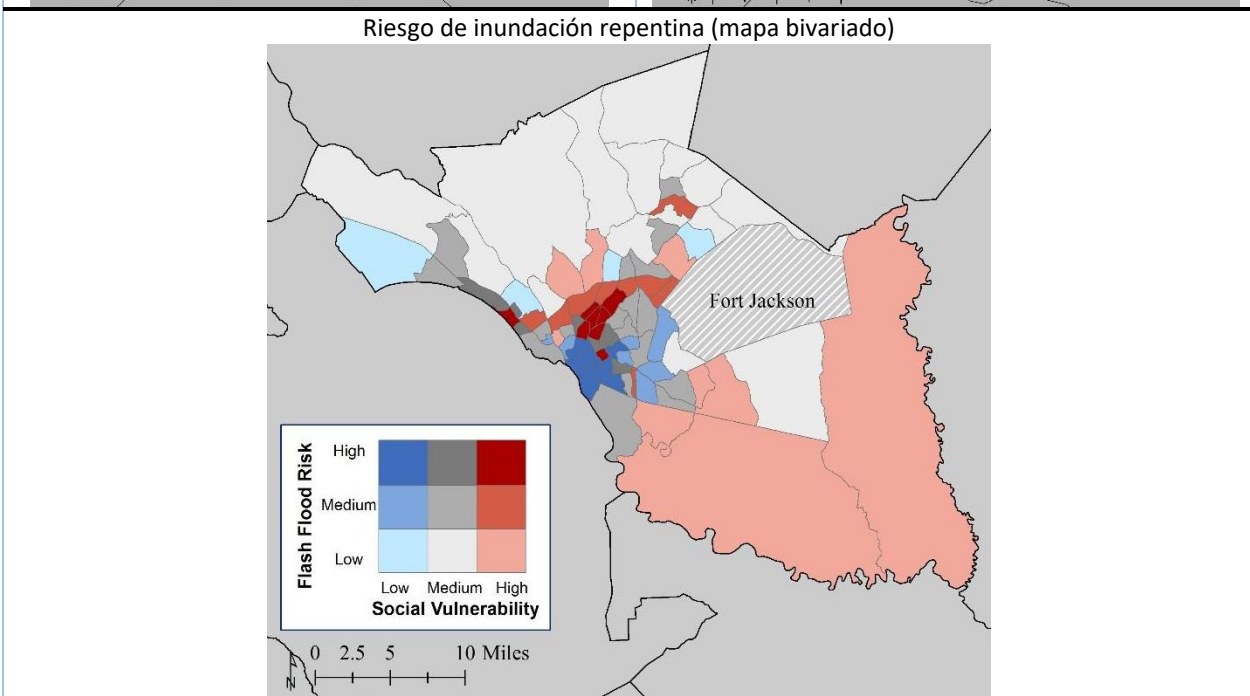 Riesgo de inundación repentina (mapa bivariado)
Fort Jackson
Flash Flood Risk
High
Medium
Low
Low Medium High
Social Vulnerability
0 2.5 5 10 Miles
N